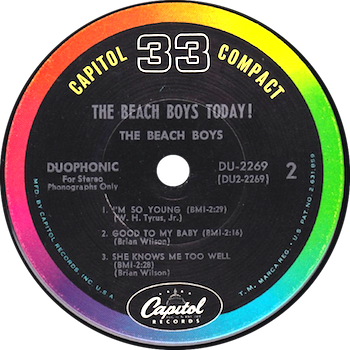 CAPITOL 33 COMPACT
THE BEACH BOYS TODAY!
THE BEACH BOYS
DUOPHONIC
For Stereo
Phonographs Only
DU-2269
(DU2-2269)
2
1. I'M SO YOUNG (BMI-2:29)
(W. H. Tyrus, Jr.)
2. GOOD TO MY BABY (BMI-2:16)
(Brian Wilson)
3. SHE KNOWS ME TOO WELL
(BMI-2:28)
(Brian Wilson)
MFG. BY CAPITOL RECORDS, INC. U.S.A.
T.M. MARCA REG. • U.S. PAT. NO. 2,631,859
Capitol
RECORDS